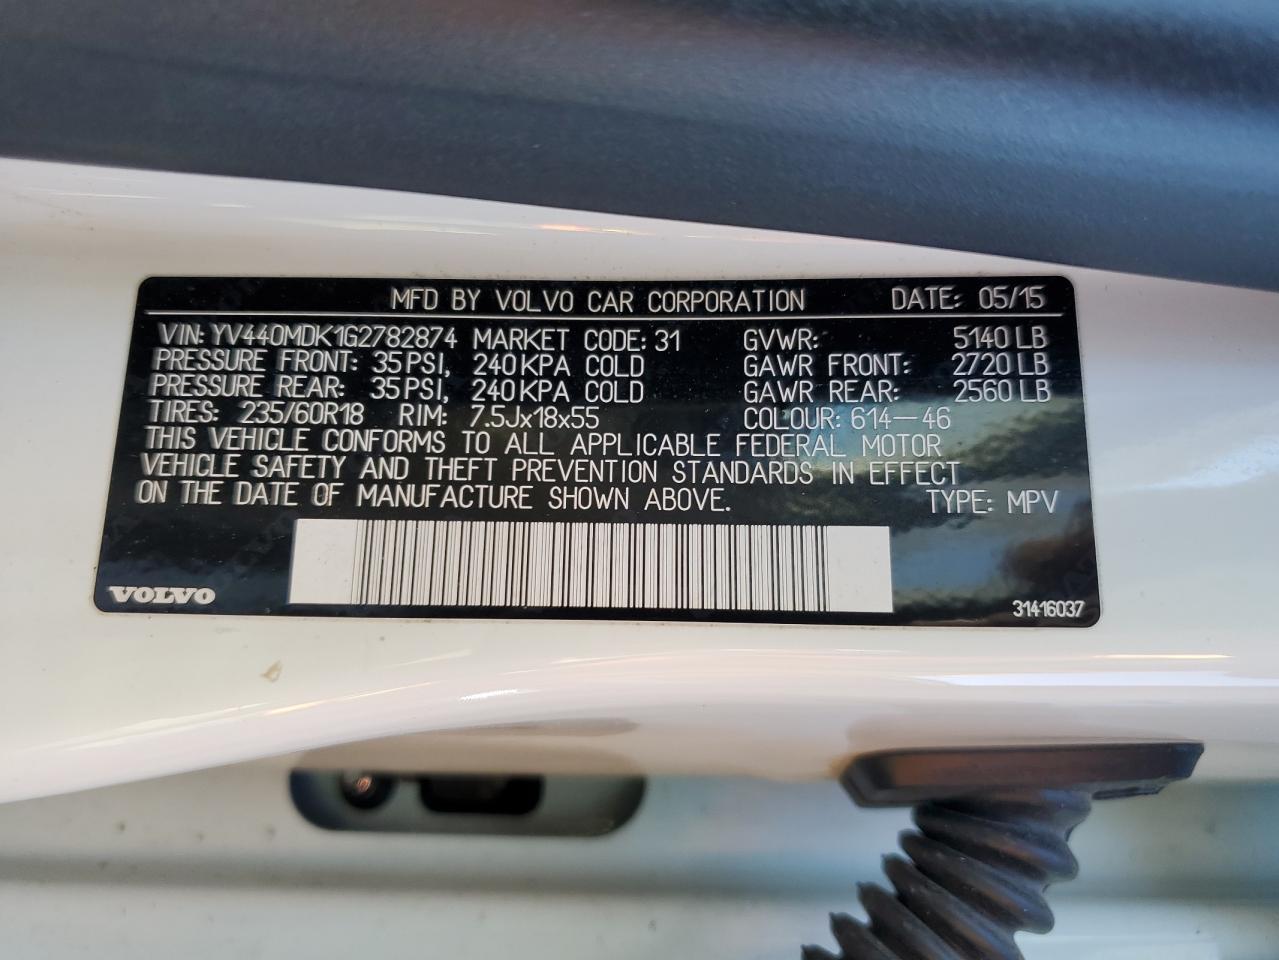 MFD BY VOLVO CAR CORPORATION DATE: 05/15
VIN: YV440MDK1G2782874 MARKET CODE: 31 GVWR: 5140 LB
PRESSURE FRONT: 35 PSI, 240 KPA COLD GAWR FRONT: 2720 LB
PRESSURE REAR: 35 PSI, 240 KPA COLD GAWR REAR: 2560 LB
TIRES: 235/60R18 RIM: 7.5Jx18x55 COLOUR: 614-46
THIS VEHICLE CONFORMS TO ALL APPLICABLE FEDERAL MOTOR
VEHICLE SAFETY AND THEFT PREVENTION STANDARDS IN EFFECT
ON THE DATE OF MANUFACTURE SHOWN ABOVE. TYPE: MPV
VOLVO
31416037